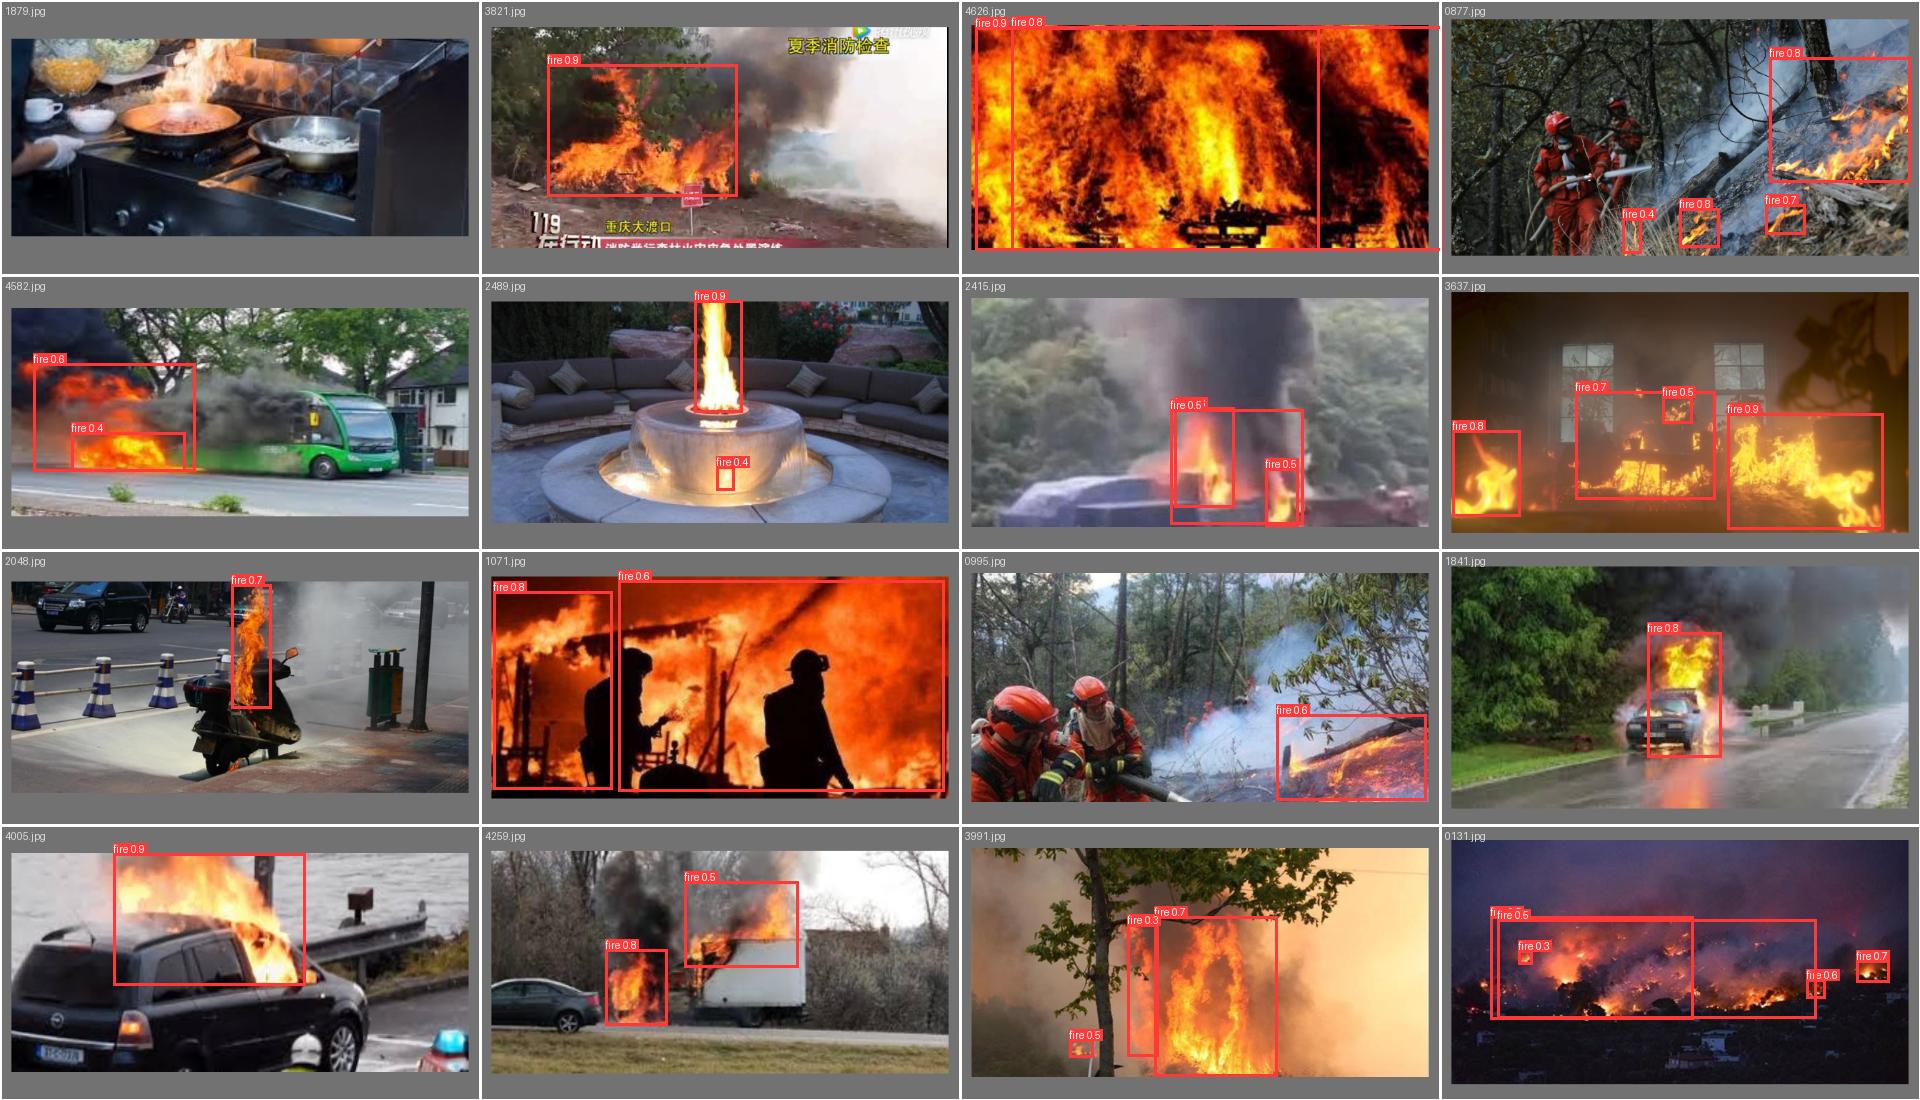 1879.jpg
3821.jpg
夏季消防检查
fire 0.9
119
重庆大渡口
在行动
4626.jpg
fire 0.9 fire 0.8
0877.jpg
fire 0.8
fire 0.4
fire 0.8
fire 0.7
4582.jpg
fire 0.6
fire 0.4
2489.jpg
fire 0.9
fire 0.4
2415.jpg
fire 0.5
fire 0.5
3637.jpg
fire 0.7
fire 0.5
fire 0.9
fire 0.8
2048.jpg
fire 0.7
1071.jpg
fire 0.8
fire 0.6
0995.jpg
fire 0.6
1841.jpg
fire 0.8
4005.jpg
fire 0.9
4259.jpg
fire 0.5
fire 0.8
3991.jpg
fire 0.3
fire 0.7
fire 0.5
0131.jpg
fire 0.5
fire 0.3
fire 0.6
fire 0.7